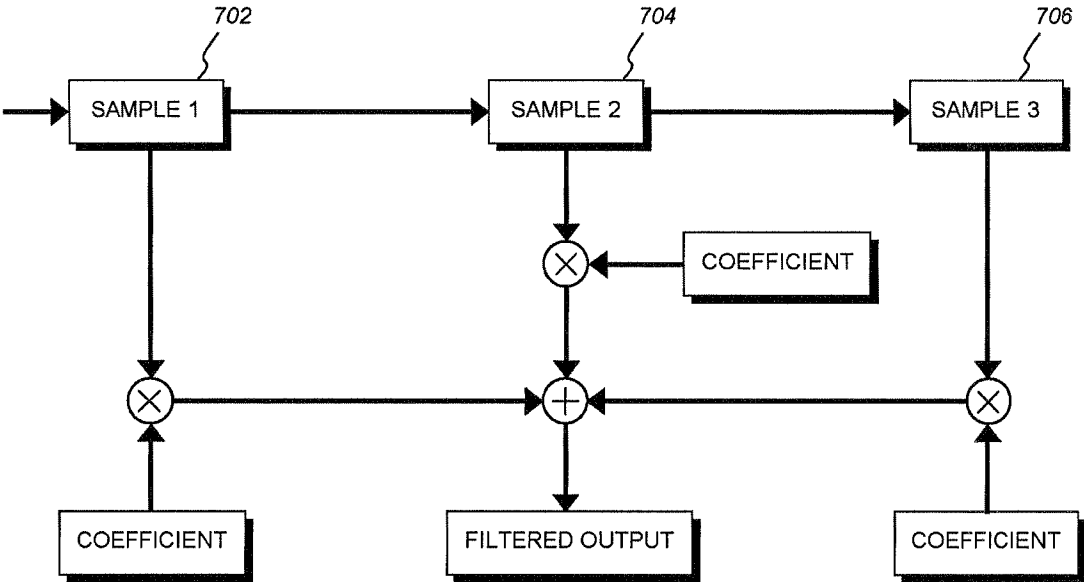 702
704
706
SAMPLE 1
SAMPLE 2
SAMPLE 3
COEFFICIENT
COEFFICIENT
FILTERED OUTPUT
COEFFICIENT